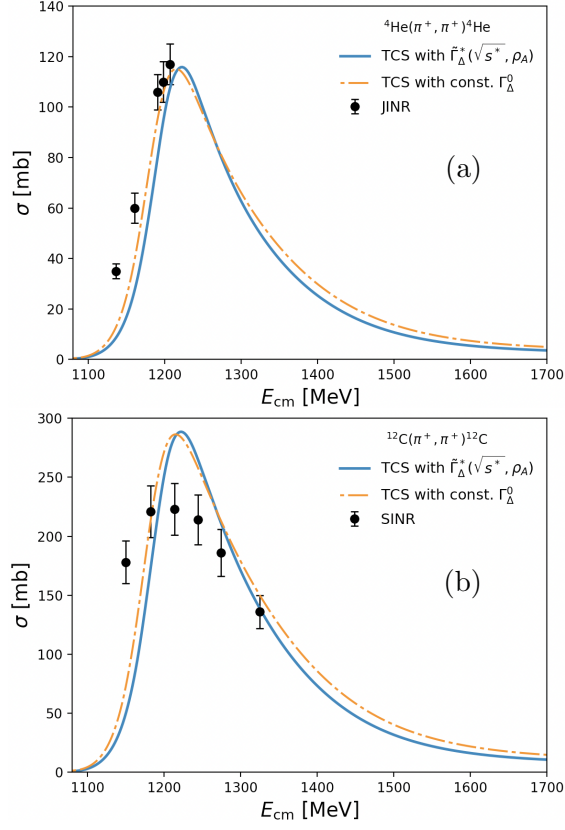 140
120
100
80
60
40
20
0
σ [mb]
⁴He(π⁺, π⁺)⁴He
TCS with Γ̃*_Δ(√s*, ρ_A)
TCS with const. Γ⁰_Δ
JINR
(a)
1100 1200 1300 1400 1500 1600 1700
E_cm [MeV]
300
250
200
150
100
50
0
σ [mb]
¹²C(π⁺, π⁺)¹²C
TCS with Γ̃*_Δ(√s*, ρ_A)
TCS with const. Γ⁰_Δ
SINR
(b)
1100 1200 1300 1400 1500 1600 1700
E_cm [MeV]